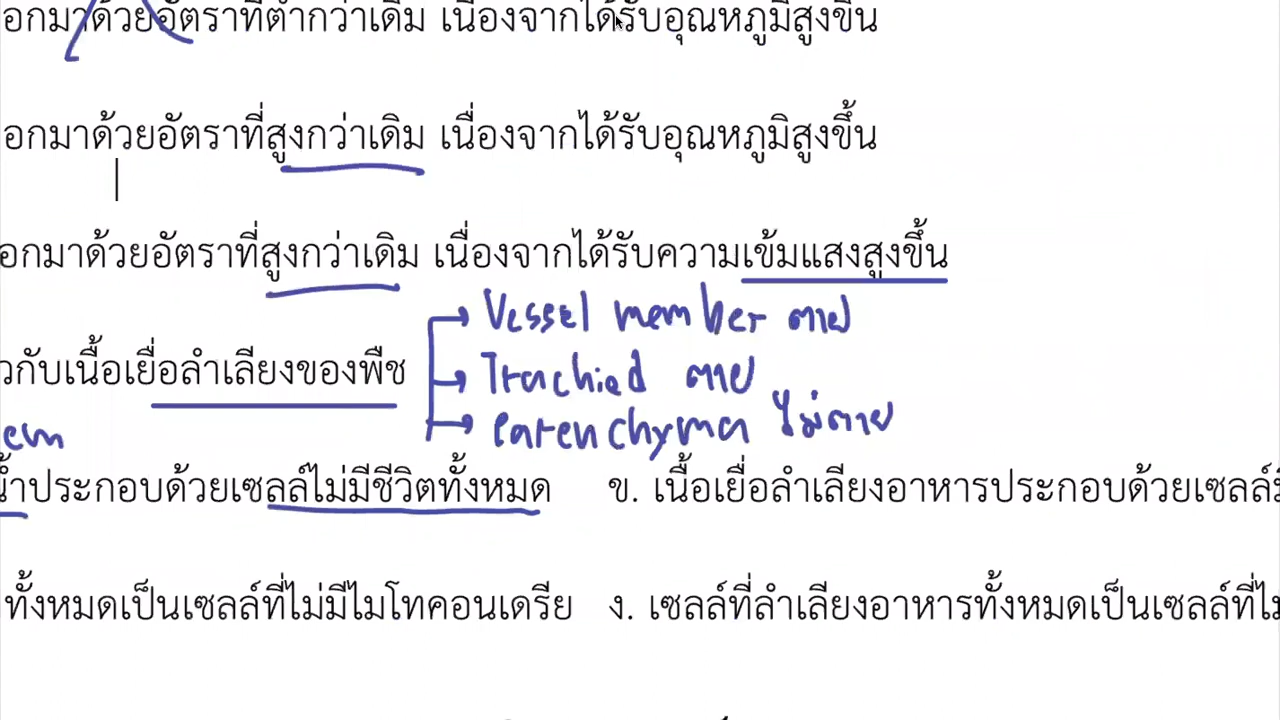 อกมาด้วยอัตราที่ต่ำกว่าเดิม เนื่องจากได้รับอุณหภูมิสูงขึ้น
อกมาด้วยอัตราที่สูงกว่าเดิม เนื่องจากได้รับอุณหภูมิสูงขึ้น
อกมาด้วยอัตราที่สูงกว่าเดิม เนื่องจากได้รับความเข้มแสงสูงขึ้น
Vessel member ตาย
วกับเนื้อเยื่อลำเลียงของพืช
Trachied ตาย
Parenchyma ไม่ตาย
em
น้ำประกอบด้วยเซลล์ไม่มีชีวิตทั้งหมด ข. เนื้อเยื่อลำเลียงอาหารประกอบด้วยเซลล์
ทั้งหมดเป็นเซลล์ที่ไม่มีไมโทคอนเดรีย ง. เซลล์ที่ลำเลียงอาหารทั้งหมดเป็นเซลล์ที่ไ